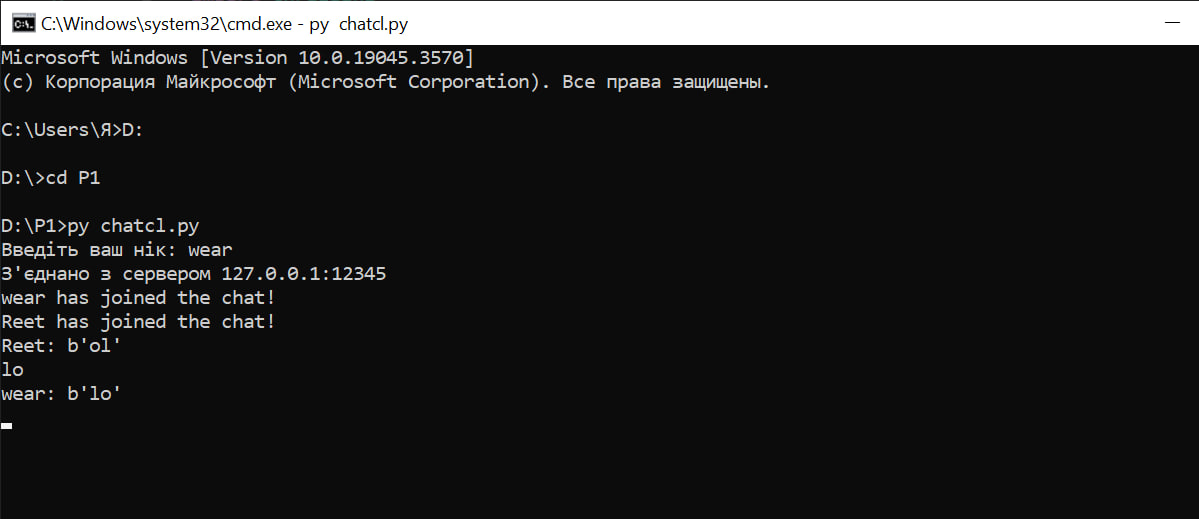 C:\Windows\system32\cmd.exe - py  chatcl.py
Microsoft Windows [Version 10.0.19045.3570]
(c) Корпорация Майкрософт (Microsoft Corporation). Все права защищены.
C:\Users\Я>D:
D:\>cd P1
D:\P1>py chatcl.py
Введіть ваш нік: wear
З'єднано з сервером 127.0.0.1:12345
wear has joined the chat!
Reet has joined the chat!
Reet: b'ol'
lo
wear: b'lo'